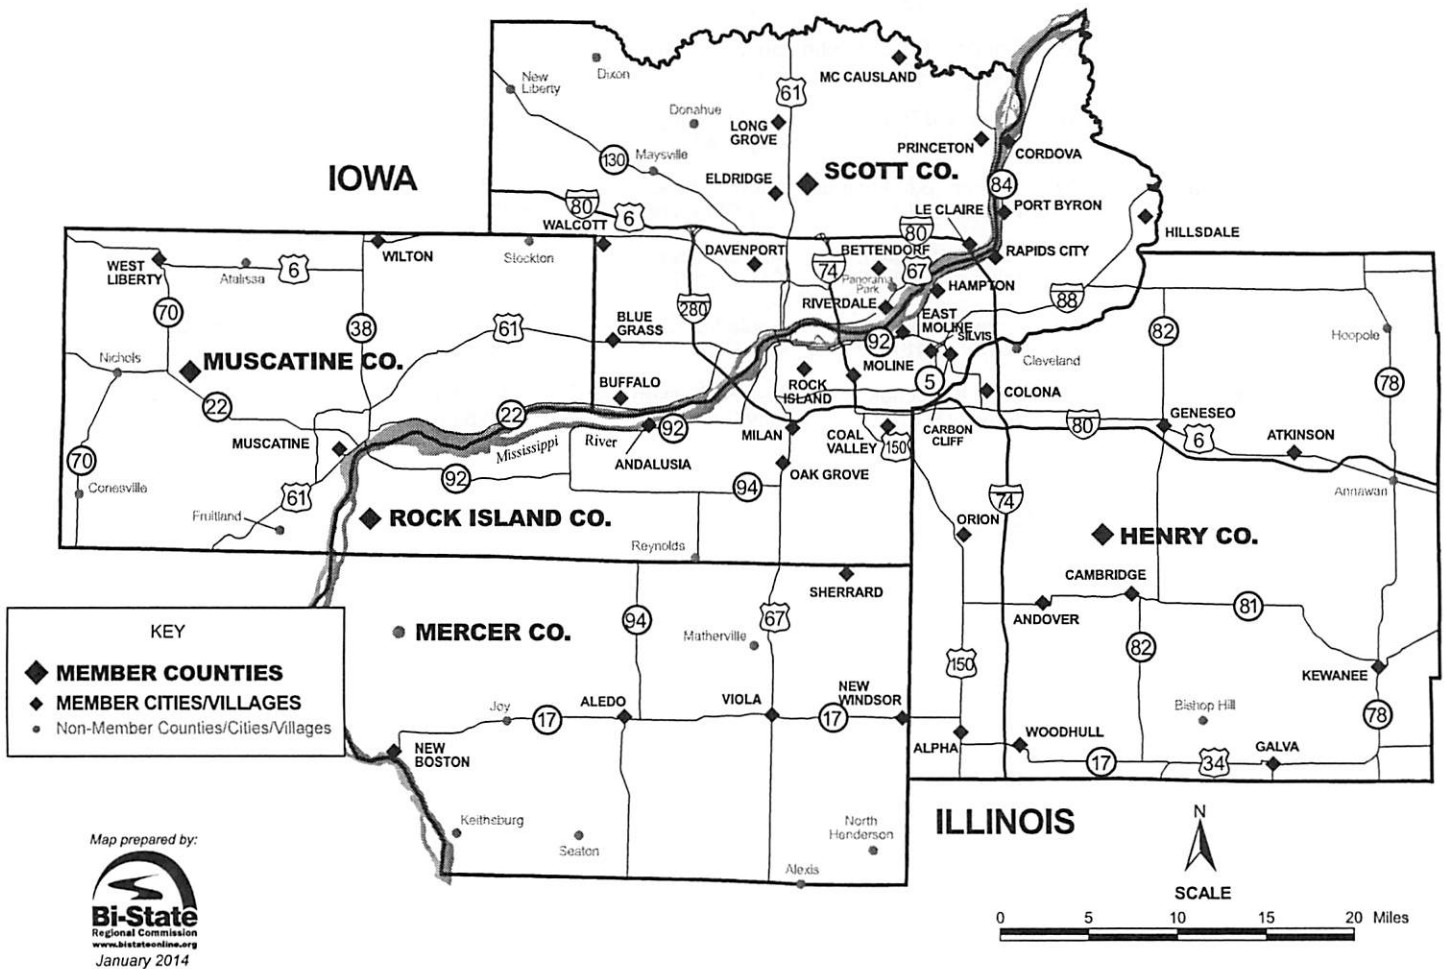 New
Liberty
Dixon
MC CAUSLAND
61
Donahue
LONG
GROVE
PRINCETON
CORDOVA
130
Maysville
IOWA
ELDRIDGE
SCOTT CO.
84
80
6
WALCOTT
LE CLAIRE
PORT BYRON
80
HILLSDALE
WEST
LIBERTY
Atalissa
6
WILTON
Stockton
DAVENPORT
BETTENDORF
74
67
RAPIDS CITY
Panorama
Park
HAMPTON
RIVERDALE
88
70
38
61
280
BLUE
GRASS
EAST
MOLINE
92
SILVIS
82
Hoopole
Nichols
MUSCATINE CO.
Cleveland
MOLINE
ROCK
ISLAND
5
COLONA
78
BUFFALO
22
22
92
MUSCATINE
Mississippi
River
ANDALUSIA
MILAN
COAL
VALLEY
150
CARBON
CLIFF
80
GENESEO
6
ATKINSON
70
Conesville
92
94
OAK GROVE
61
Annawan
Fruitland
ROCK ISLAND CO.
74
ORION
HENRY CO.
Reynolds
SHERRARD
CAMBRIDGE
ANDOVER
81
KEY
MEMBER COUNTIES
MEMBER CITIES/VILLAGES
Non-Member Counties/Cities/Villages
MERCER CO.
94
67
Matherville
82
150
KEWANEE
Joy
17
ALEDO
VIOLA
17
NEW
WINDSOR
Bishop Hill
78
NEW
BOSTON
ALPHA
WOODHULL
17
34
GALVA
Keithsburg
Seaton
North
Henderson
Alexis
ILLINOIS
N
SCALE
0 5 10 15 20 Miles
Map prepared by:
Bi-State
Regional Commission
www.bistateonline.org
January 2014